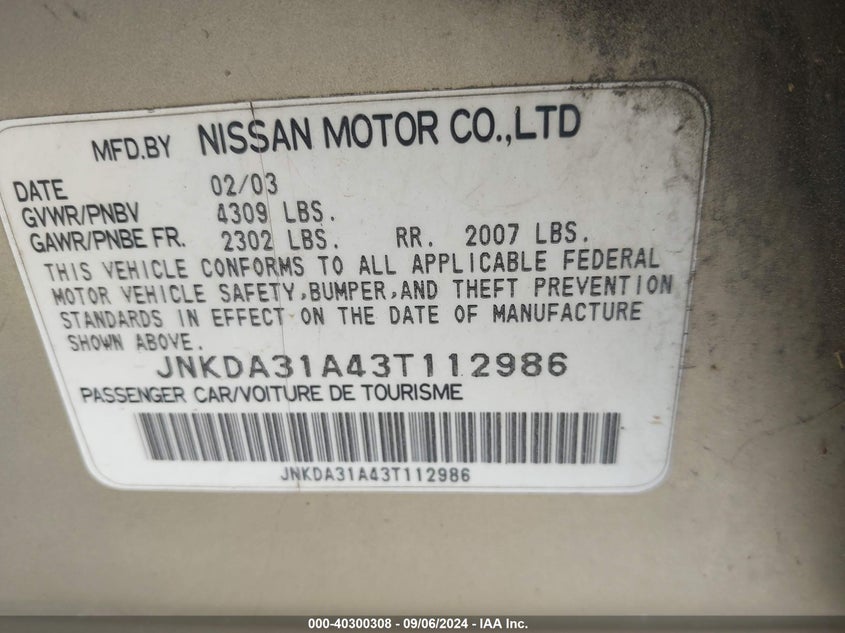 MFD.BY NISSAN MOTOR CO.,LTD
DATE 02/03
GVWR/PNBV 4309 LBS.
GAWR/PNBE FR. 2302 LBS. RR. 2007 LBS.
THIS VEHICLE CONFORMS TO ALL APPLICABLE FEDERAL
MOTOR VEHICLE SAFETY,BUMPER,AND THEFT PREVENTION
STANDARDS IN EFFECT ON THE DATE OF MANUFACTURE
SHOWN ABOVE.
JNKDA31A43T112986
PASSENGER CAR/VOITURE DE TOURISME
JNKDA31A43T112986
000-40300308 - 09/06/2024 - IAA Inc.